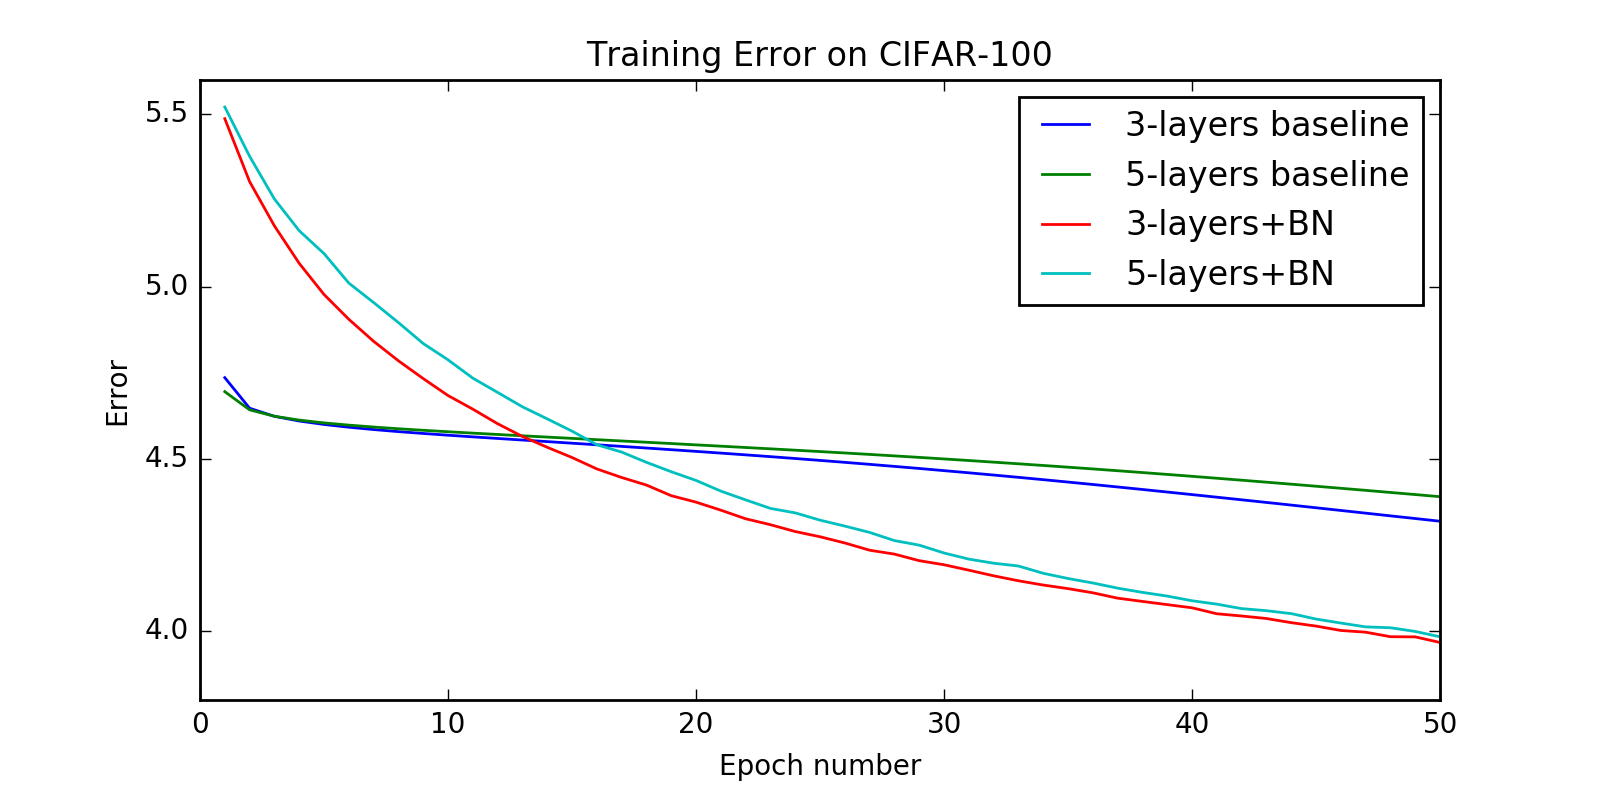 Training Error on CIFAR-100
5.5
5.0
4.5
4.0
Error
3-layers baseline
5-layers baseline
3-layers+BN
5-layers+BN
0 10 20 30 40 50
Epoch number